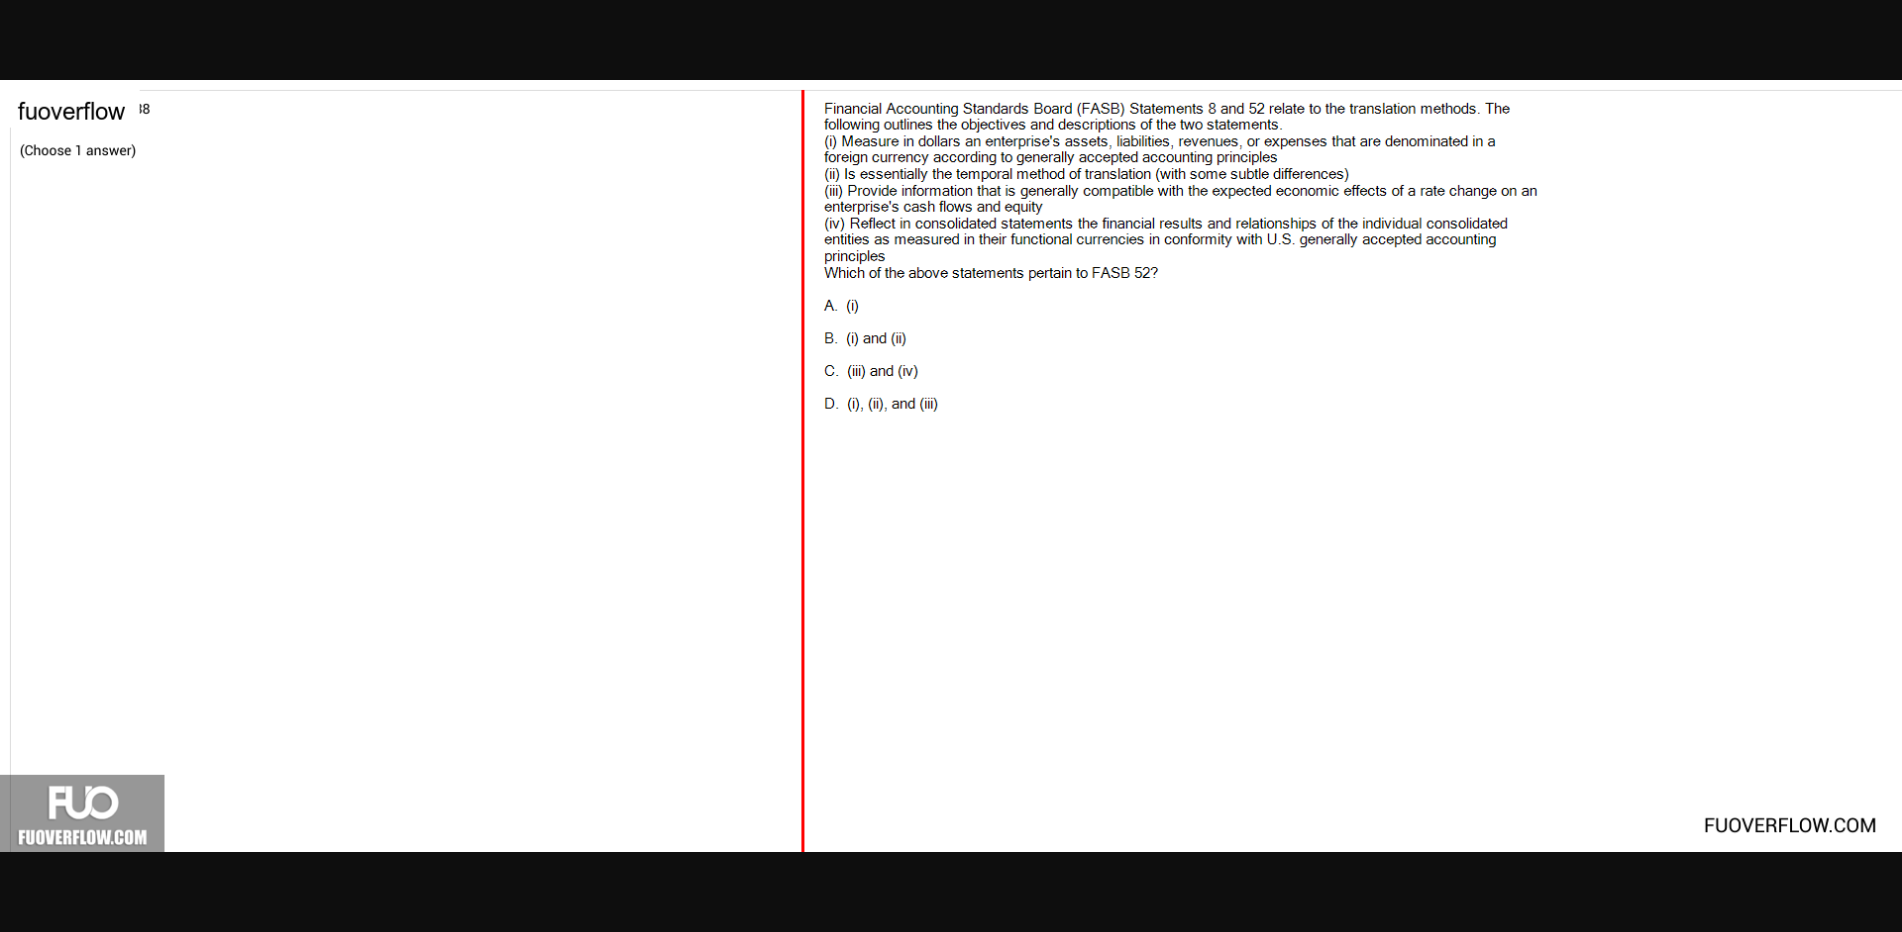 fuoverflow 38
(Choose 1 answer)
Financial Accounting Standards Board (FASB) Statements 8 and 52 relate to the translation methods. The
following outlines the objectives and descriptions of the two statements.
(i) Measure in dollars an enterprise's assets, liabilities, revenues, or expenses that are denominated in a
foreign currency according to generally accepted accounting principles
(ii) Is essentially the temporal method of translation (with some subtle differences)
(iii) Provide information that is generally compatible with the expected economic effects of a rate change on an
enterprise's cash flows and equity
(iv) Reflect in consolidated statements the financial results and relationships of the individual consolidated
entities as measured in their functional currencies in conformity with U.S. generally accepted accounting
principles
Which of the above statements pertain to FASB 52?
A. (i)
B. (i) and (ii)
C. (iii) and (iv)
D. (i), (ii), and (iii)
FUO
FUOVERFLOW.COM
FUOVERFLOW.COM